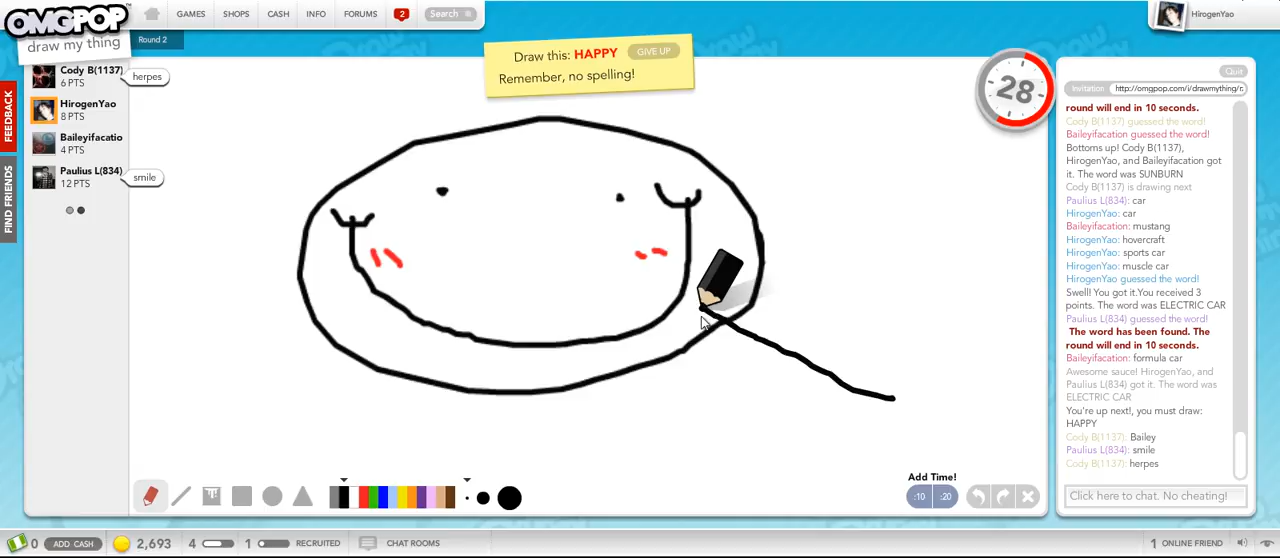 OMGPOP™
draw my thing
GAMES SHOPS CASH INFO FORUMS 2 Search
HirogenYao
Round 2
Draw this: HAPPY GIVE UP
Remember, no spelling!
28
FEEDBACK
FIND FRIENDS
Cody B(1137)
6 PTS
herpes
HirogenYao
8 PTS
Baileyifacatio
4 PTS
Paulius L(834)
12 PTS
smile
Quit
Invitation http://omgpop.com/i/drawmything/r
round will end in 10 seconds.
Cody B(1137) guessed the word!
Baileyifacation guessed the word!
Bottoms up! Cody B(1137),
HirogenYao, and Baileyifacation got
it. The word was SUNBURN
Cody B(1137) is drawing next
Paulius L(834): car
HirogenYao: car
Baileyifacation: mustang
HirogenYao: hovercraft
HirogenYao: sports car
HirogenYao: muscle car
HirogenYao guessed the word!
Swell! You got it.You received 3
points. The word was ELECTRIC CAR
Paulius L(834) guessed the word!
The word has been found. The
round will end in 10 seconds.
Baileyifacation: formula car
Awesome sauce! HirogenYao, and
Paulius L(834) got it. The word was
ELECTRIC CAR
You're up next!, you must draw:
HAPPY
Cody B(1137): Bailey
Paulius L(834): smile
Cody B(1137): herpes
Click here to chat. No cheating!
Add Time!
:10 :20
0 ADD CASH 2,693 4 1 RECRUITED CHAT ROOMS 1 ONLINE FRIEND